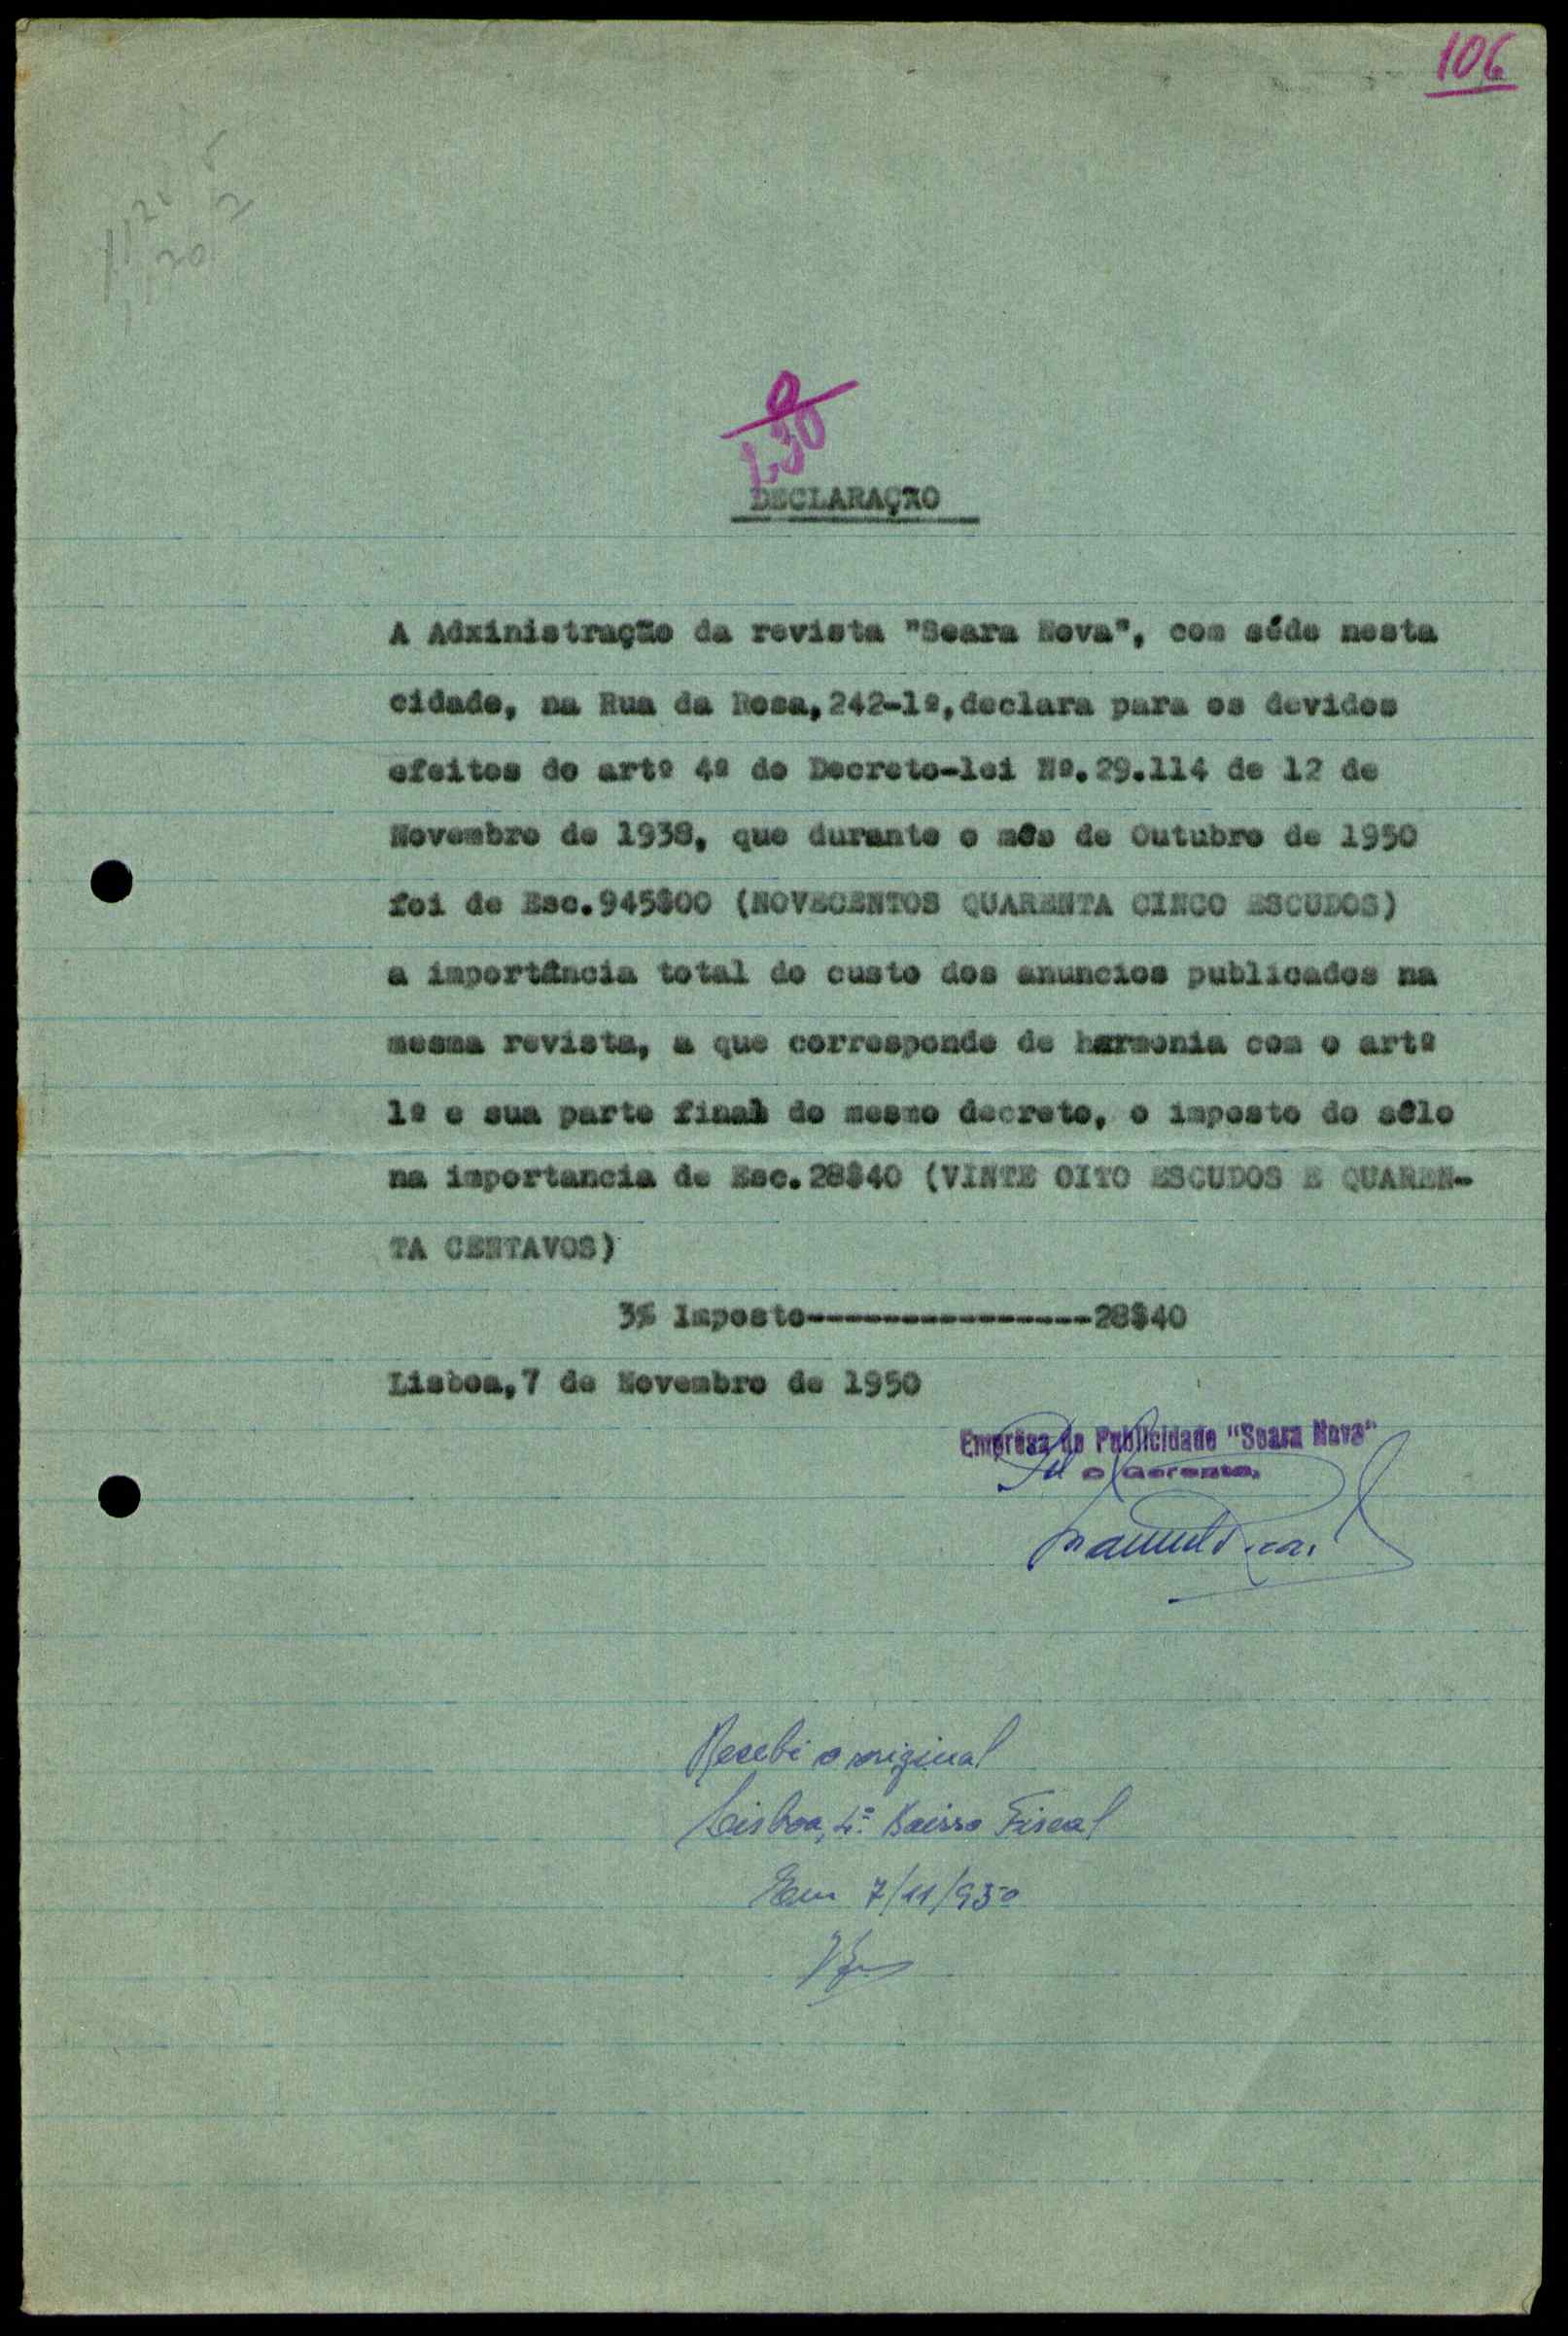 106
DECLARAÇÃO
A Adxinistração da revista "Seara Nova", com séde nesta
cidade, na Rua da Rosa,242-1º,declara para os devidos
efeitos do artº 4º do Decreto-lei Nº.29.114 de 12 de
Novembro de 1938, que durante o mês de Outubro de 1950
foi de Esc.945$00 (NOVECENTOS QUARENTA CINCO ESCUDOS)
a importância total do custo dos anuncios publicados na
mesma revista, a que corresponde de harmonia com o artº
1º e sua parte final do mesmo decreto, o imposto do sêlo
na importancia de Esc.28$40 (VINTE OITO ESCUDOS E QUAREN-
TA CENTAVOS)
3% Imposto------------------28$40
Lisboa,7 de Novembro de 1950
Emprêsa de Publicidade "Seara Nova"
O Gerente,
Recebi o original
Lisboa, 4º Bairro Fiscal
Em 7/11/950